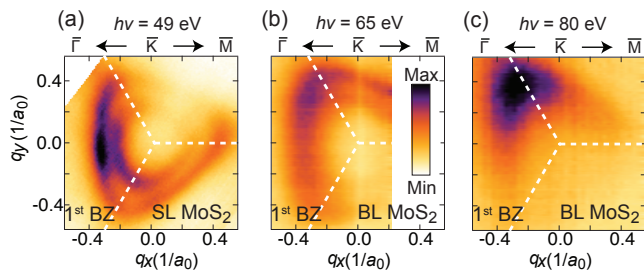 (a) hν = 49 eV (b) hν = 65 eV (c) hν = 80 eV
Γ̅ K̅ M̅ Γ̅ K̅ M̅ Γ̅ K̅ M̅
qy(1/a₀)
0.4
0.0
-0.4
1st BZ SL MoS₂
1st BZ BL MoS₂
1st BZ BL MoS₂
Max
Min
-0.4 0.0 0.4 -0.4 0.0 0.4 -0.4 0.0 0.4
qx(1/a₀) qx(1/a₀) qx(1/a₀)